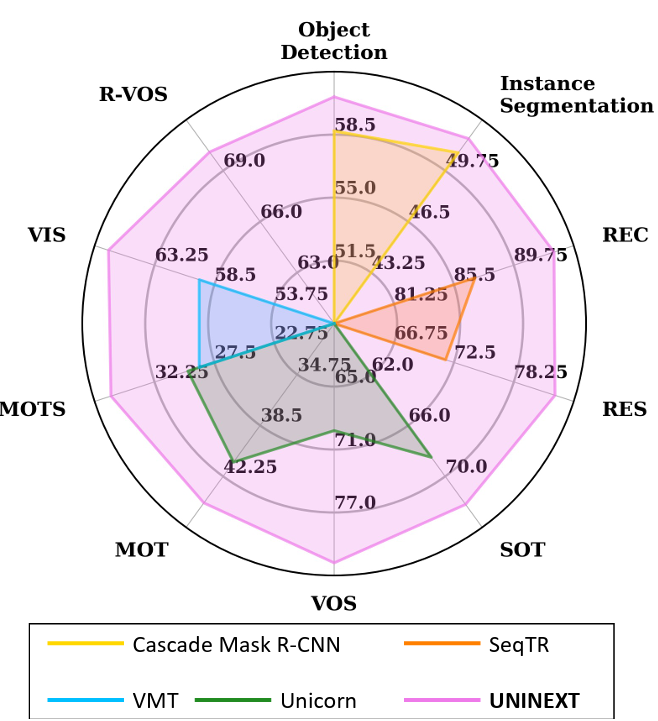 Object
Detection
Instance
Segmentation
R-VOS
58.5
69.0
49.75
55.0
66.0
46.5
VIS
REC
63.25
89.75
51.5
63.0
43.25
58.5
85.5
53.75
81.25
22.75
66.75
27.5
72.5
34.75
62.0
32.25
65.0
78.25
MOTS
RES
38.5
66.0
71.0
42.25
70.0
77.0
MOT
SOT
VOS
Cascade Mask R-CNN
SeqTR
VMT
Unicorn
UNINEXT